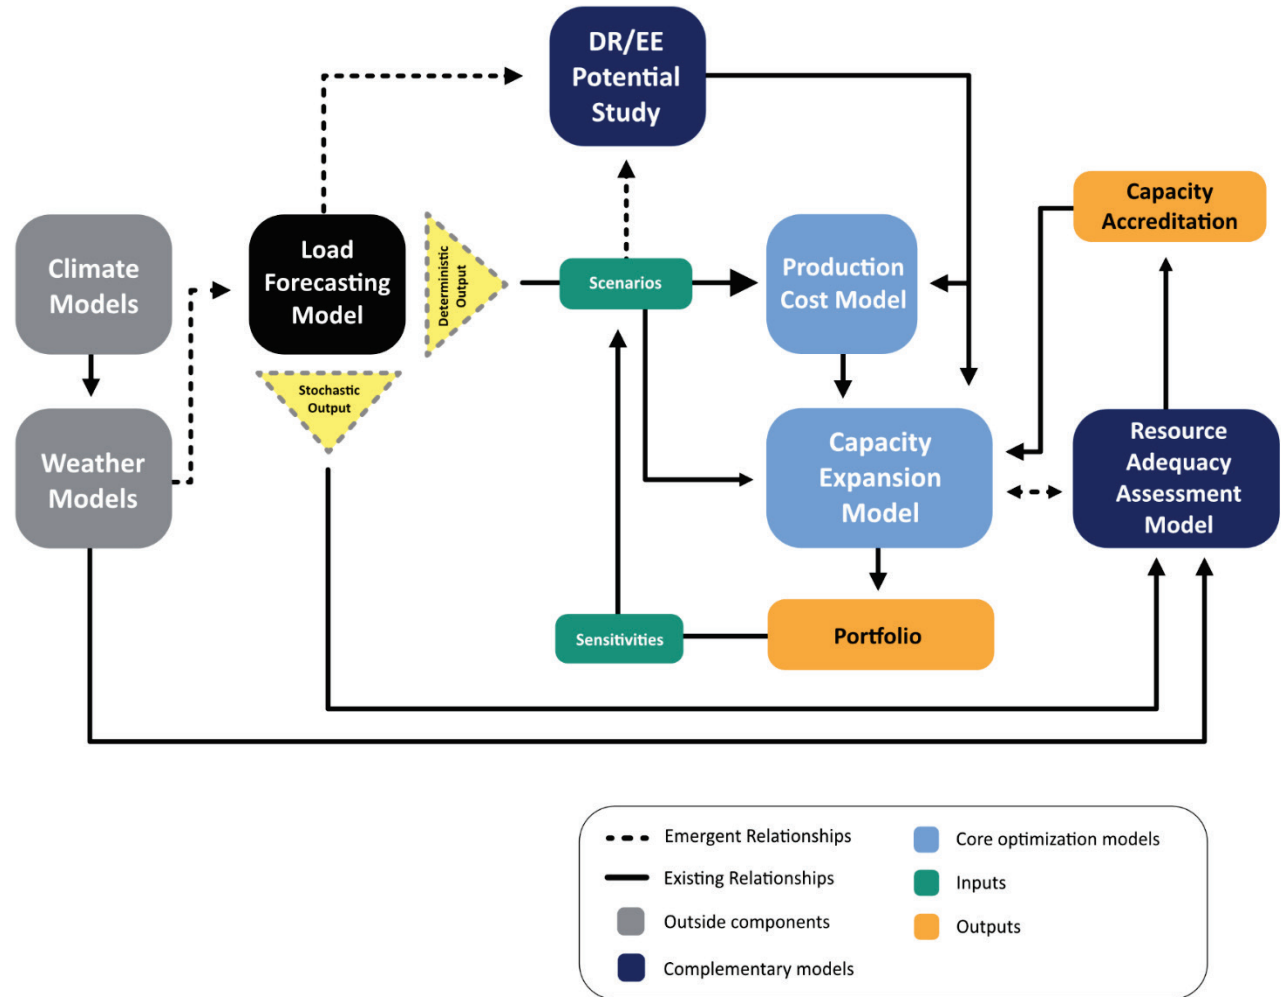 DR/EE
Potential
Study
Climate
Models
Load
Forecasting
Model
Deterministic
Output
Scenarios
Production
Cost Model
Capacity
Accreditation
Stochastic
Output
Weather
Models
Capacity
Expansion
Model
Resource
Adequacy
Assessment
Model
Sensitivities
Portfolio
Emergent Relationships
Existing Relationships
Outside components
Complementary models
Core optimization models
Inputs
Outputs